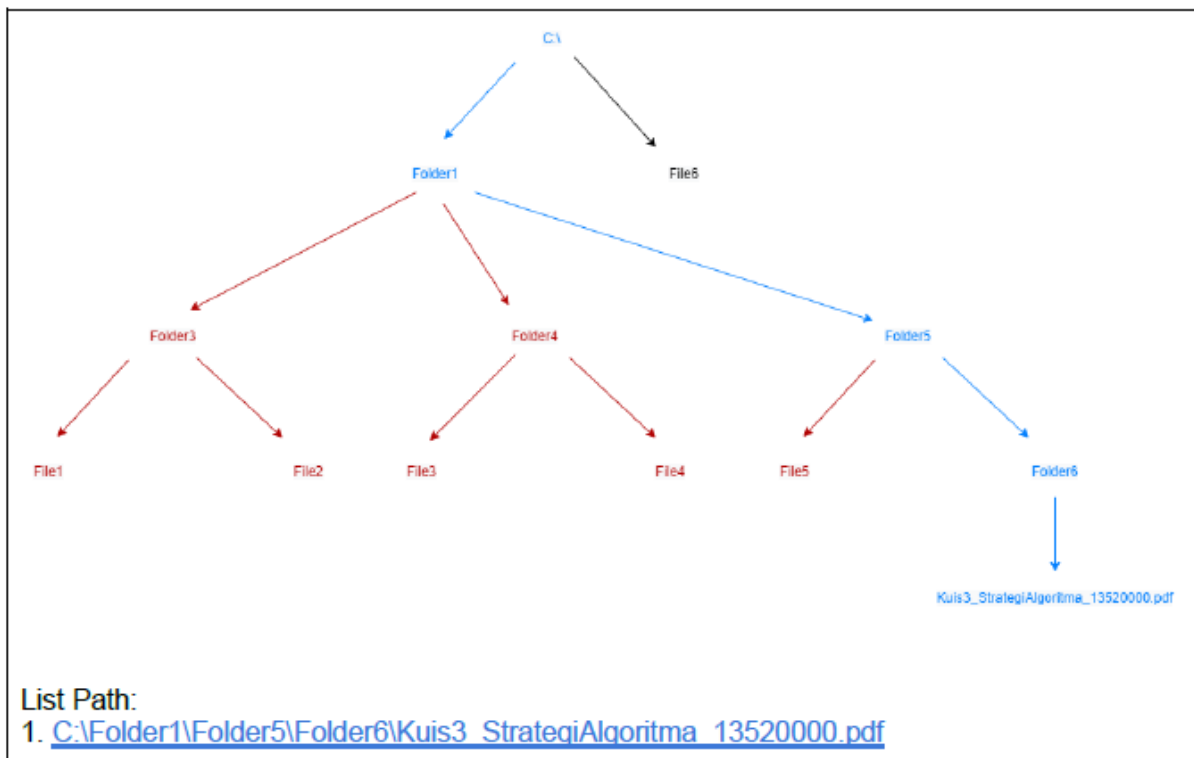 C:\
Folder1 File6
Folder3 Folder4 Folder5
File1 File2 File3 File4 File5 Folder6
Kuis3_StrategiAlgoritma_13520000.pdf
List Path:
1. C:\Folder1\Folder5\Folder6\Kuis3_StrategiAlgoritma_13520000.pdf